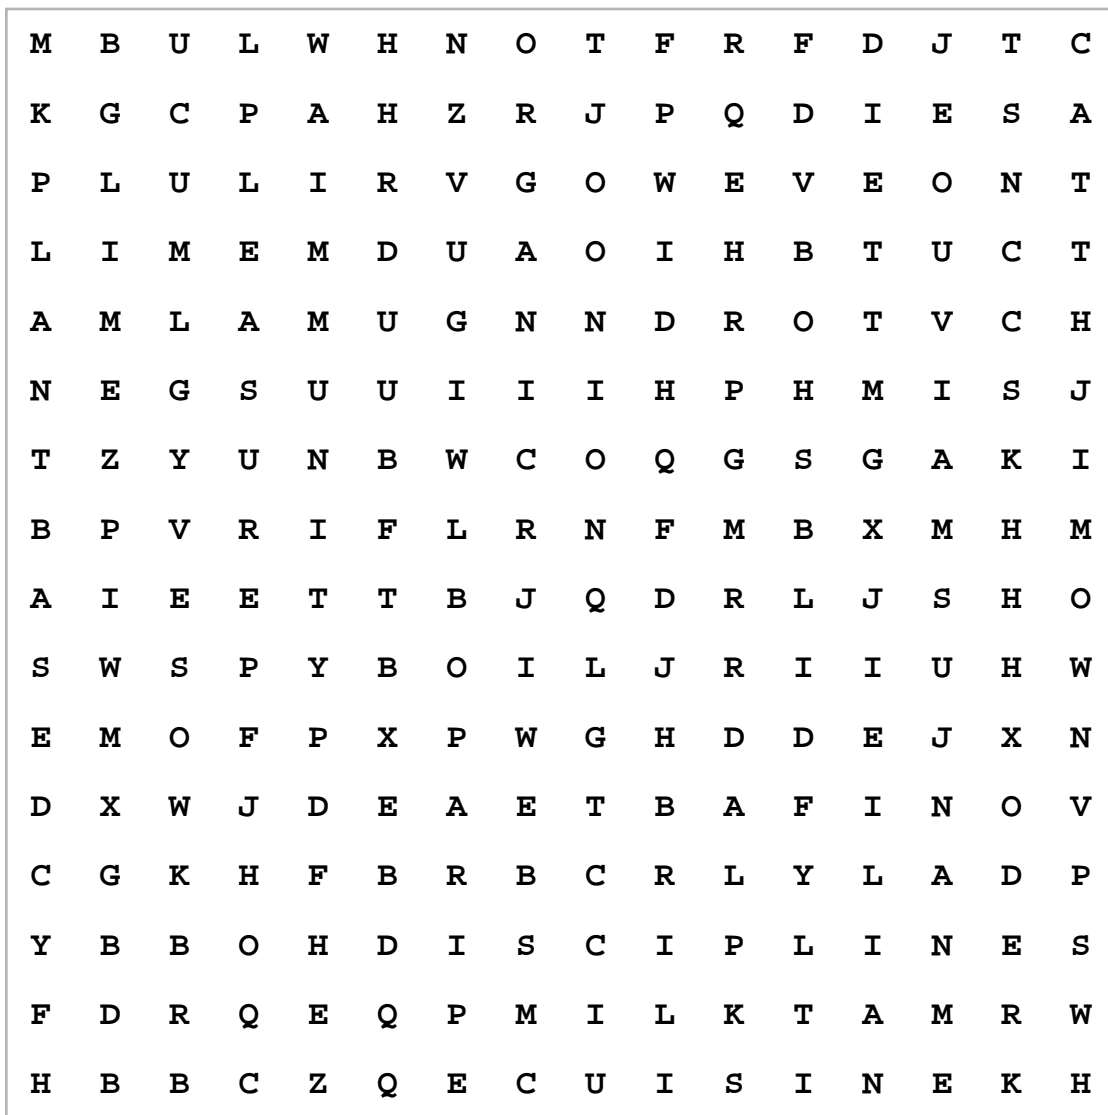 M B U L W H N O T F R F D J T C
K G C P A H Z R J P Q D I E S A
P L U L I R V G O W E V E O N T
L I M E M D U A O I H B T U C T
A M L A M U G N N D R O T V C H
N E G S U U I I I H P H M I S J
T Z Y U N B W C O Q G S G A K I
B P V R I F L R N F M B X M H M
A I E E T T B J Q D R L J S H O
S W S P Y B O I L J R I I U H W
E M O F P X P W G H D D E J X N
D X W J D E A E T B A F I N O V
C G K H F B R B C R L Y L A D P
Y B B O H D I S C I P L I N E S
F D R Q E Q P M I L K T A M R W
H B B C Z Q E C U I S I N E K H